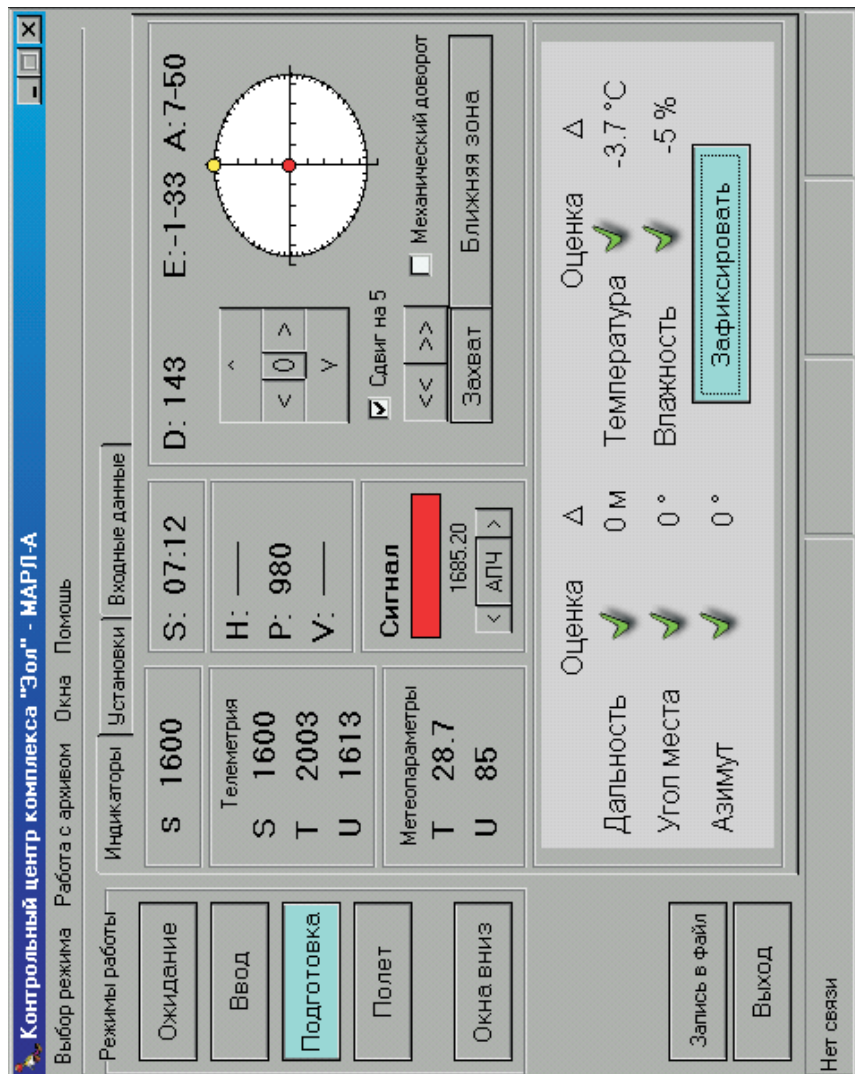 Контрольный центр комплекса "Зол" - МАРЛ-А
Выбор режима Работа с архивом Окна Помошь
Режимы работы
Ожидание
Ввод
Подготовка
Полет
Окна вниз
Запись в файл
Выход
Индикаторы Установки Входные данные
S 1600
S: 07:12
Телеметрия
S 1600
T 2003
U 1613
H: —
P: 980
V: —
Метеопараметры
T 28.7
U 85
Сигнал
1685.20
< АПЧ >
D: 143 E:-1-33 A:7-50
^
< 0 >
v
Сдвиг на 5
<< >>
Механический доворот
Захват Ближняя зона
Оценка Δ Оценка Δ
Дальность 0 м Температура -3.7 °C
Угол места 0 ° Влажность -5 %
Азимут 0 °
Зафиксировать
Нет связи